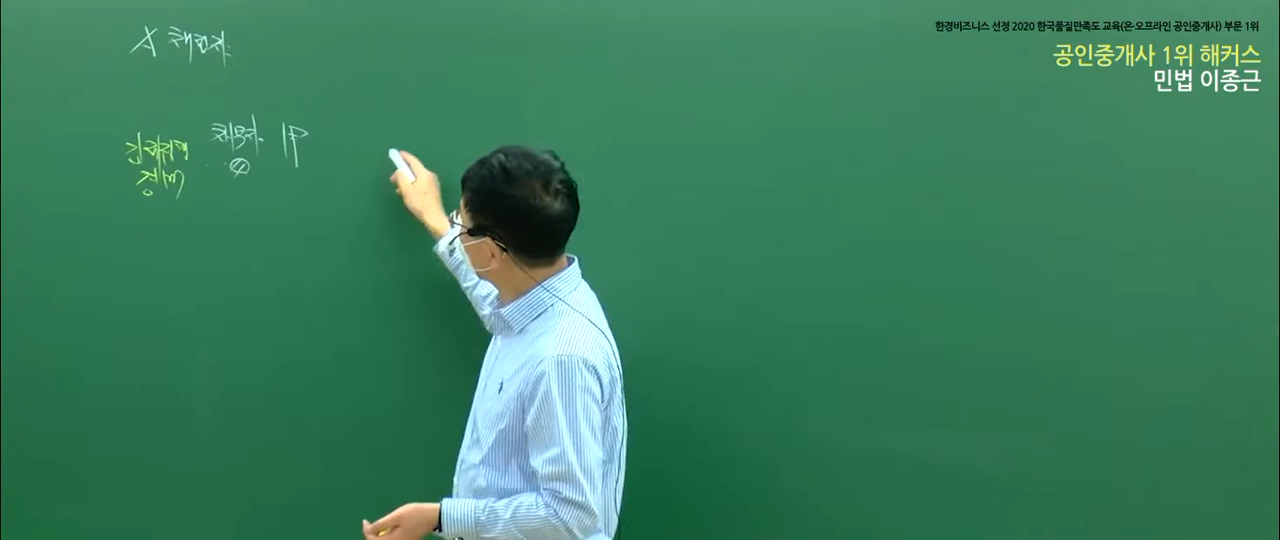 한경비즈니스 선정 2020 한국품질만족도 교육(온·오프라인 공인중개사) 부문 1위
공인중개사 1위 해커스
민법 이종근
A 채권자
채무자